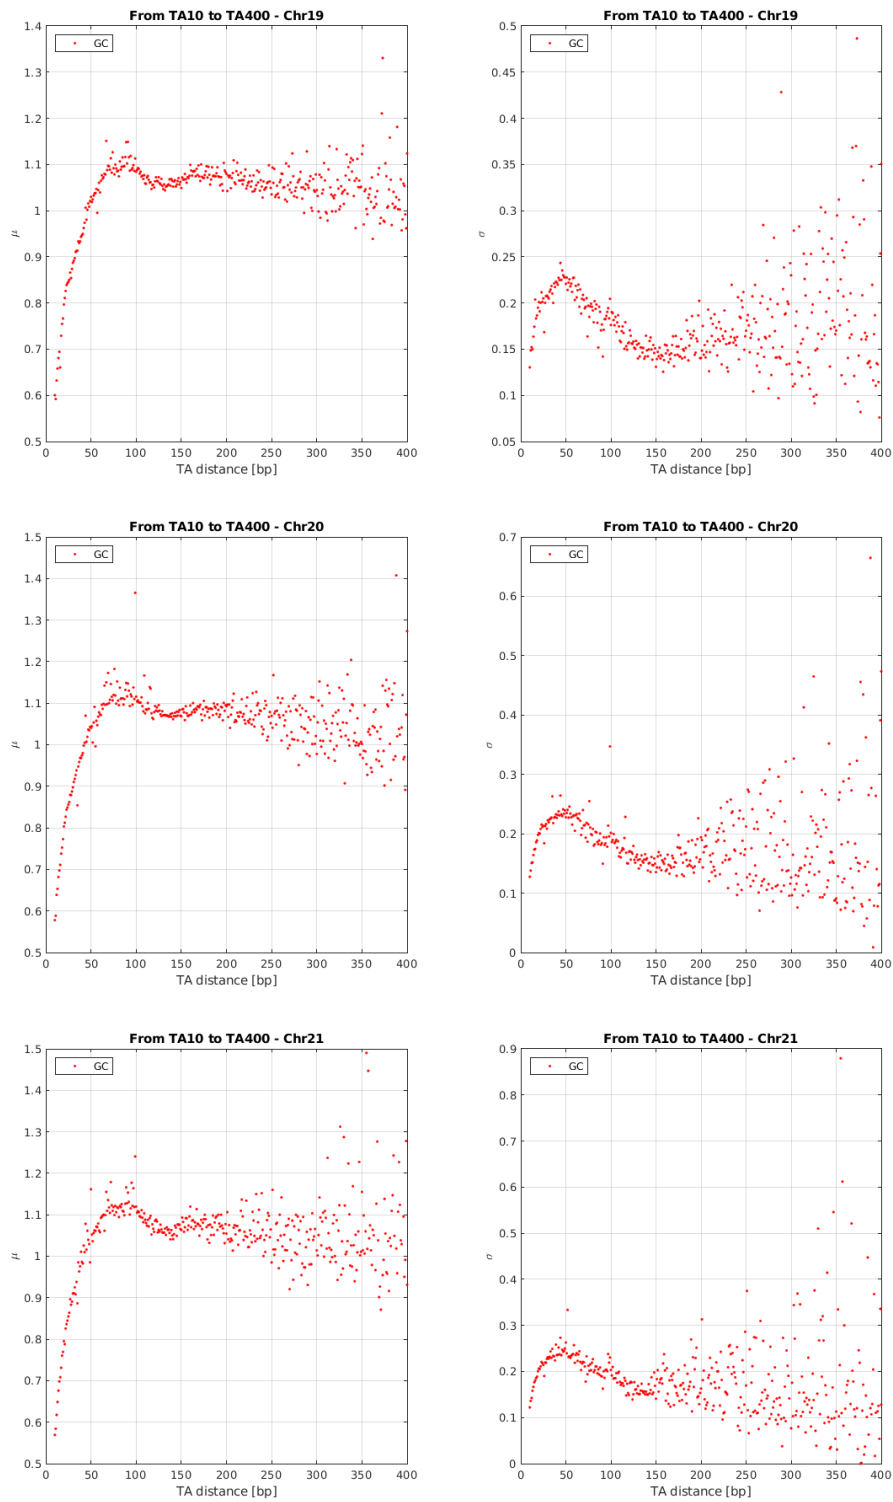 From TA10 to TA400 - Chr19
GC
1.4
1.3
1.2
1.1
1
0.9
0.8
0.7
0.6
0.5
μ
0 50 100 150 200 250 300 350 400
TA distance [bp]
From TA10 to TA400 - Chr19
GC
0.5
0.45
0.4
0.35
0.3
0.25
0.2
0.15
0.1
0.05
σ
0 50 100 150 200 250 300 350 400
TA distance [bp]
From TA10 to TA400 - Chr20
GC
1.5
1.4
1.3
1.2
1.1
1
0.9
0.8
0.7
0.6
0.5
μ
0 50 100 150 200 250 300 350 400
TA distance [bp]
From TA10 to TA400 - Chr20
GC
0.7
0.6
0.5
0.4
0.3
0.2
0.1
0
σ
0 50 100 150 200 250 300 350 400
TA distance [bp]
From TA10 to TA400 - Chr21
GC
1.5
1.4
1.3
1.2
1.1
1
0.9
0.8
0.7
0.6
0.5
μ
0 50 100 150 200 250 300 350 400
TA distance [bp]
From TA10 to TA400 - Chr21
GC
0.9
0.8
0.7
0.6
0.5
0.4
0.3
0.2
0.1
0
σ
0 50 100 150 200 250 300 350 400
TA distance [bp]